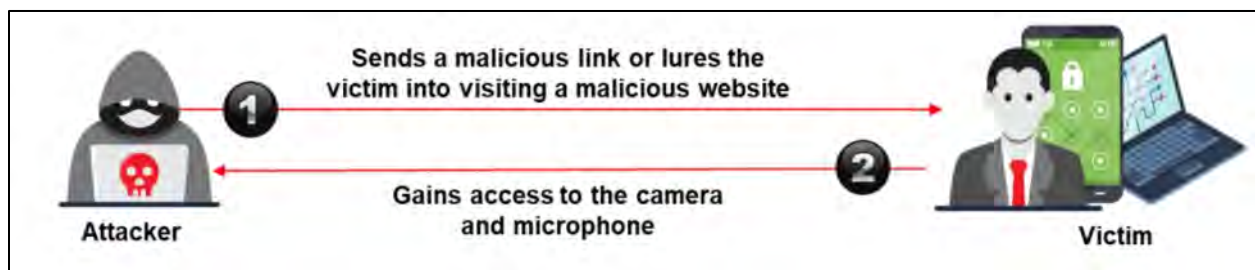 Sends a malicious link or lures the
victim into visiting a malicious website
1
2
Gains access to the camera
and microphone
Attacker
Victim